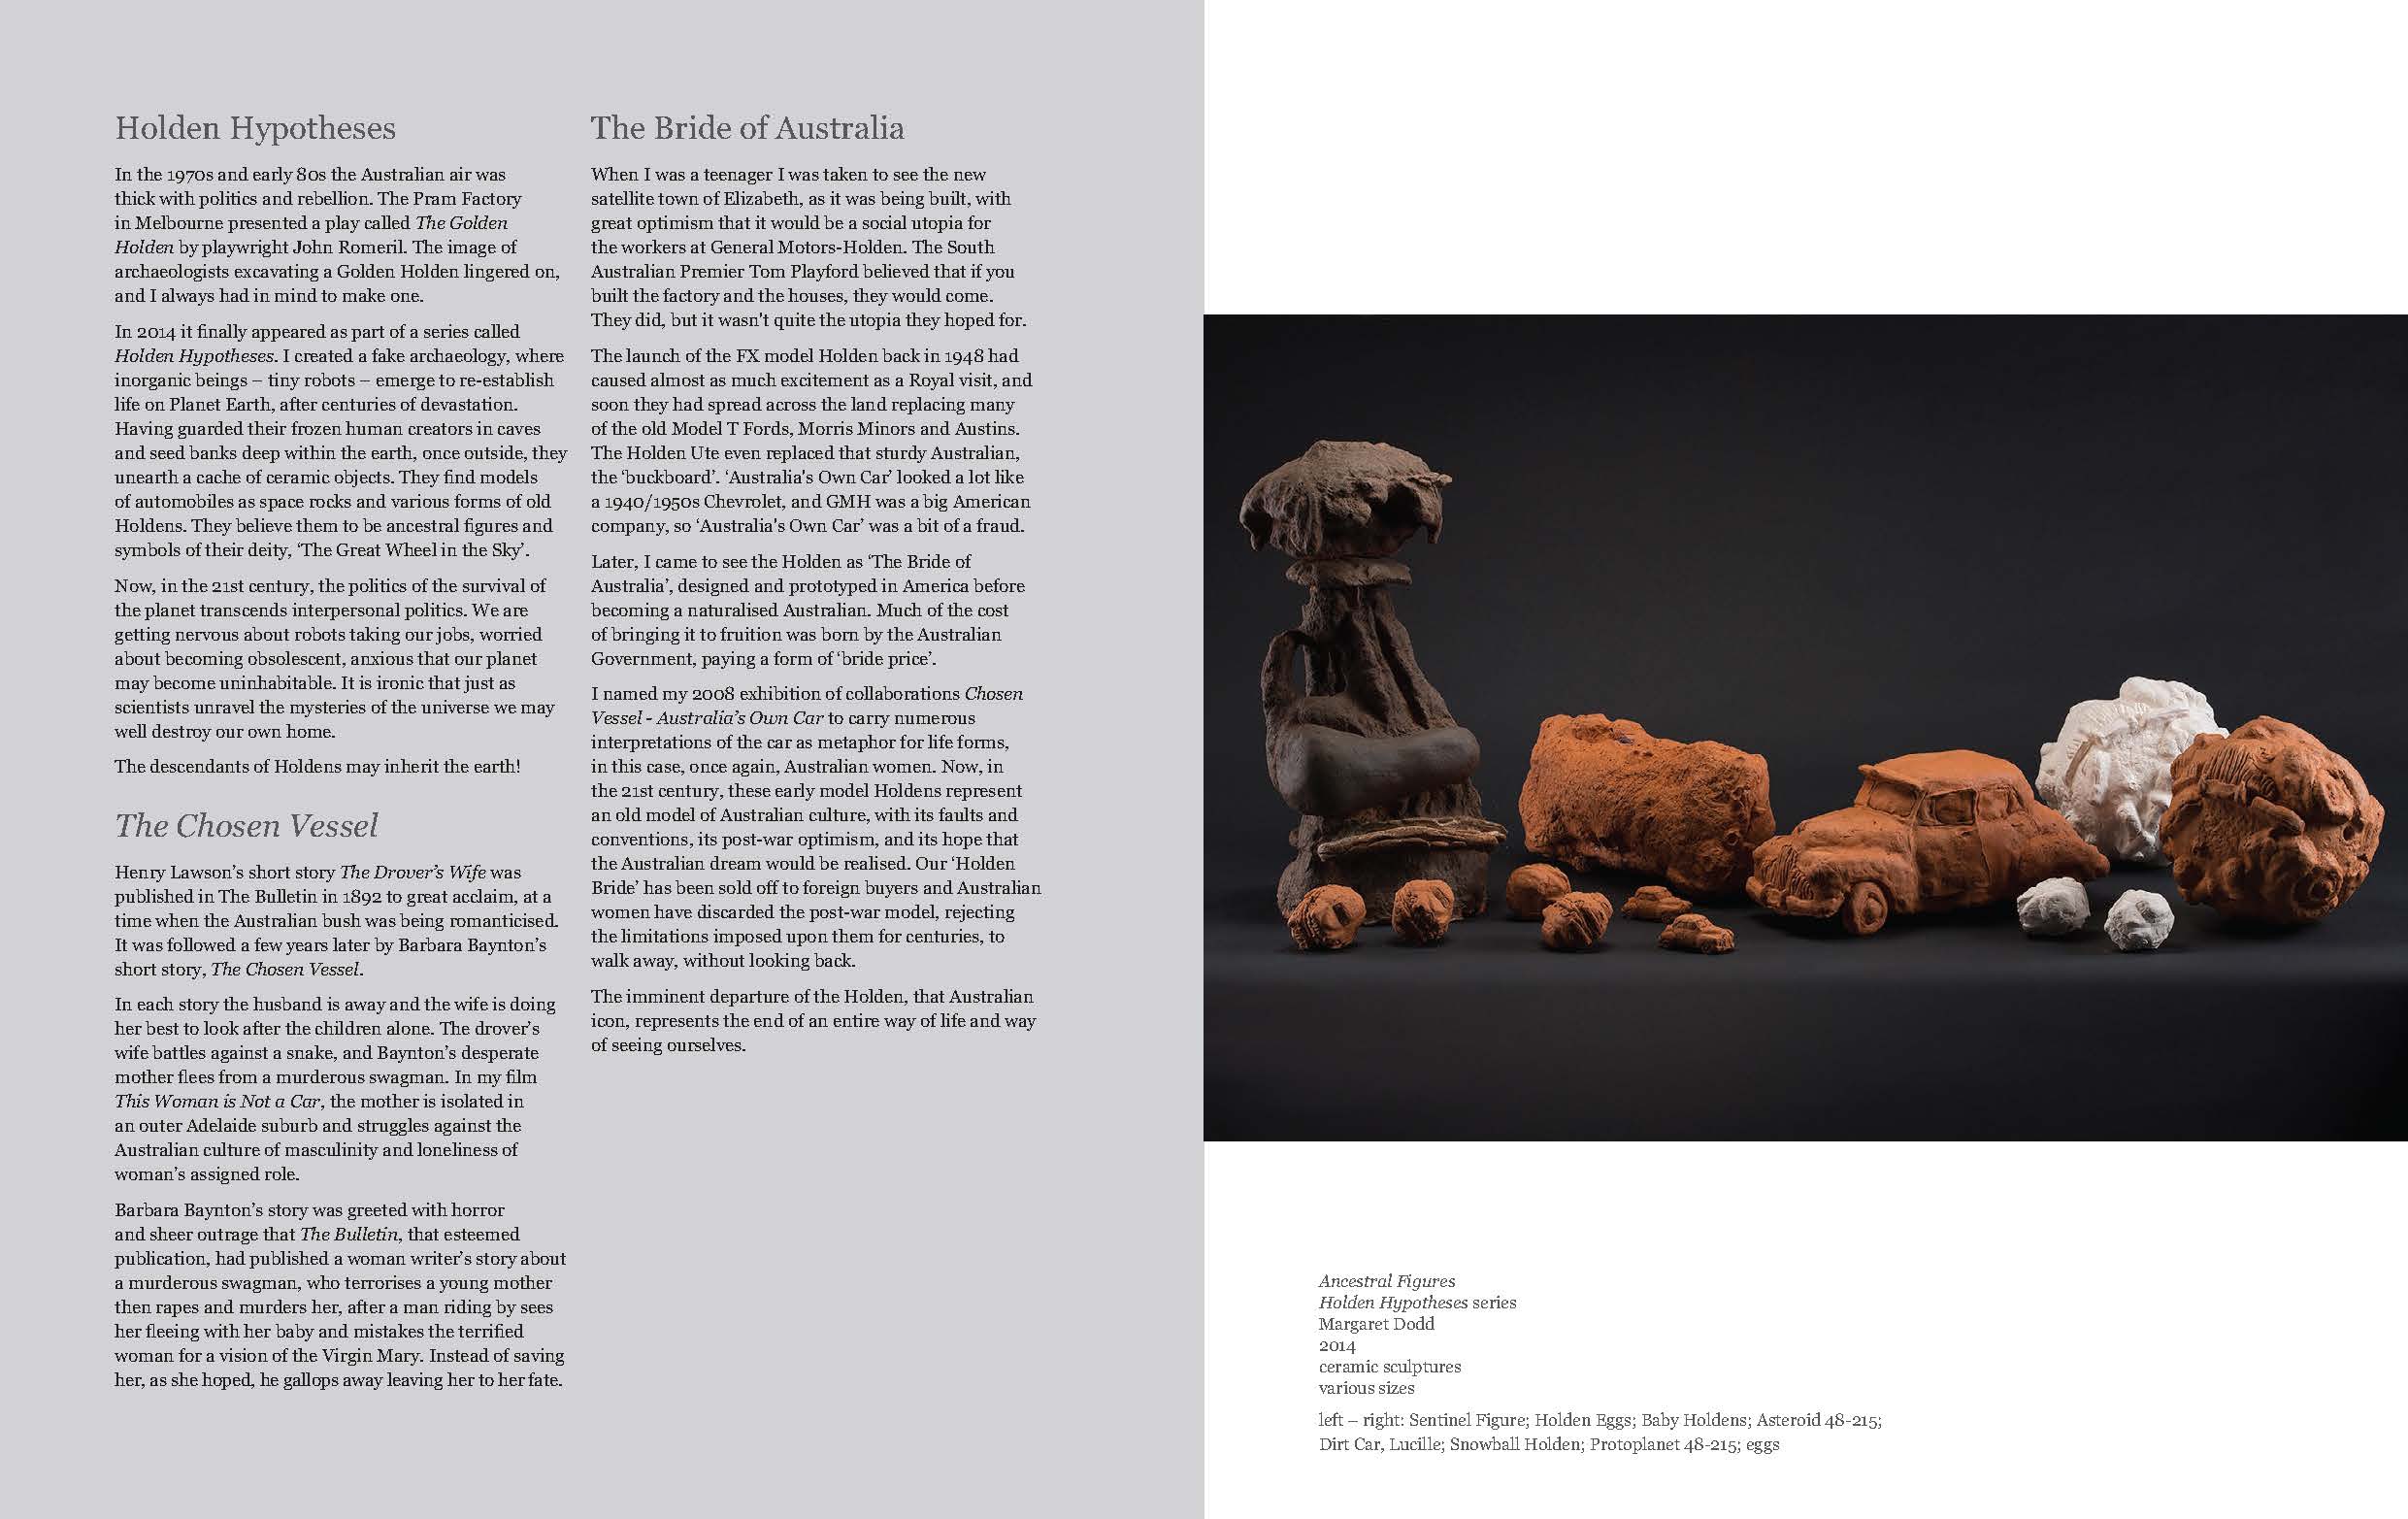 Holden Hypotheses
In the 1970s and early 80s the Australian air was
thick with politics and rebellion. The Pram Factory
in Melbourne presented a play called The Golden
Holden by playwright John Romeril. The image of
archaeologists excavating a Golden Holden lingered on,
and I always had in mind to make one.
In 2014 it finally appeared as part of a series called
Holden Hypotheses. I created a fake archaeology, where
inorganic beings – tiny robots – emerge to re-establish
life on Planet Earth, after centuries of devastation.
Having guarded their frozen human creators in caves
and seed banks deep within the earth, once outside, they
unearth a cache of ceramic objects. They find models
of automobiles as space rocks and various forms of old
Holdens. They believe them to be ancestral figures and
symbols of their deity, ‘The Great Wheel in the Sky’.
Now, in the 21st century, the politics of the survival of
the planet transcends interpersonal politics. We are
getting nervous about robots taking our jobs, worried
about becoming obsolescent, anxious that our planet
may become uninhabitable. It is ironic that just as
scientists unravel the mysteries of the universe we may
well destroy our own home.
The descendants of Holdens may inherit the earth!
The Chosen Vessel
Henry Lawson’s short story The Drover’s Wife was
published in The Bulletin in 1892 to great acclaim, at a
time when the Australian bush was being romanticised.
It was followed a few years later by Barbara Baynton’s
short story, The Chosen Vessel.
In each story the husband is away and the wife is doing
her best to look after the children alone. The drover’s
wife battles against a snake, and Baynton’s desperate
mother flees from a murderous swagman. In my film
This Woman is Not a Car, the mother is isolated in
an outer Adelaide suburb and struggles against the
Australian culture of masculinity and loneliness of
woman’s assigned role.
Barbara Baynton’s story was greeted with horror
and sheer outrage that The Bulletin, that esteemed
publication, had published a woman writer’s story about
a murderous swagman, who terrorises a young mother
then rapes and murders her, after a man riding by sees
her fleeing with her baby and mistakes the terrified
woman for a vision of the Virgin Mary. Instead of saving
her, as she hoped, he gallops away leaving her to her fate.
The Bride of Australia
When I was a teenager I was taken to see the new
satellite town of Elizabeth, as it was being built, with
great optimism that it would be a social utopia for
the workers at General Motors-Holden. The South
Australian Premier Tom Playford believed that if you
built the factory and the houses, they would come.
They did, but it wasn't quite the utopia they hoped for.
The launch of the FX model Holden back in 1948 had
caused almost as much excitement as a Royal visit, and
soon they had spread across the land replacing many
of the old Model T Fords, Morris Minors and Austins.
The Holden Ute even replaced that sturdy Australian,
the ‘buckboard’. ‘Australia's Own Car’ looked a lot like
a 1940/1950s Chevrolet, and GMH was a big American
company, so ‘Australia's Own Car’ was a bit of a fraud.
Later, I came to see the Holden as ‘The Bride of
Australia’, designed and prototyped in America before
becoming a naturalised Australian. Much of the cost
of bringing it to fruition was born by the Australian
Government, paying a form of ‘bride price’.
I named my 2008 exhibition of collaborations Chosen
Vessel - Australia’s Own Car to carry numerous
interpretations of the car as metaphor for life forms,
in this case, once again, Australian women. Now, in
the 21st century, these early model Holdens represent
an old model of Australian culture, with its faults and
conventions, its post-war optimism, and its hope that
the Australian dream would be realised. Our ‘Holden
Bride’ has been sold off to foreign buyers and Australian
women have discarded the post-war model, rejecting
the limitations imposed upon them for centuries, to
walk away, without looking back.
The imminent departure of the Holden, that Australian
icon, represents the end of an entire way of life and way
of seeing ourselves.
Ancestral Figures
Holden Hypotheses series
Margaret Dodd
2014
ceramic sculptures
various sizes
left – right: Sentinel Figure; Holden Eggs; Baby Holdens; Asteroid 48-215;
Dirt Car, Lucille; Snowball Holden; Protoplanet 48-215; eggs